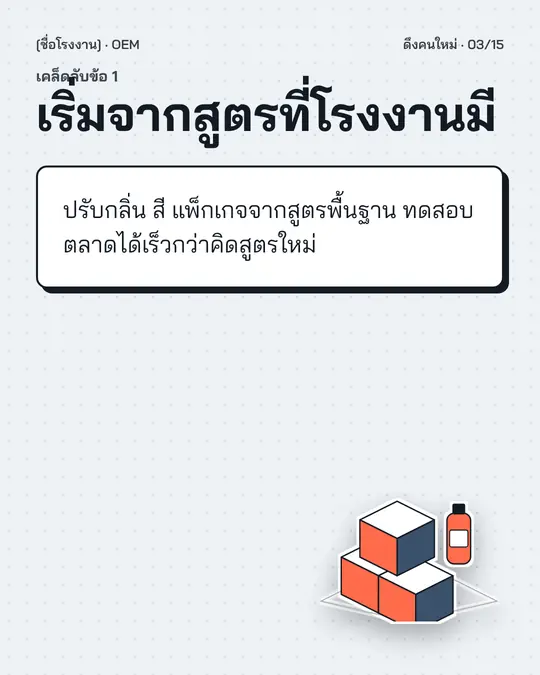 [ชื่อโรงงาน] · OEM
ดึงคนใหม่ · 03/15
เคล็ดลับข้อ 1
เริ่มจากสูตรที่โรงงานมี
ปรับกลิ่น สี แพ็กเกจจากสูตรพื้นฐาน ทดสอบ
ตลาดได้เร็วกว่าคิดสูตรใหม่